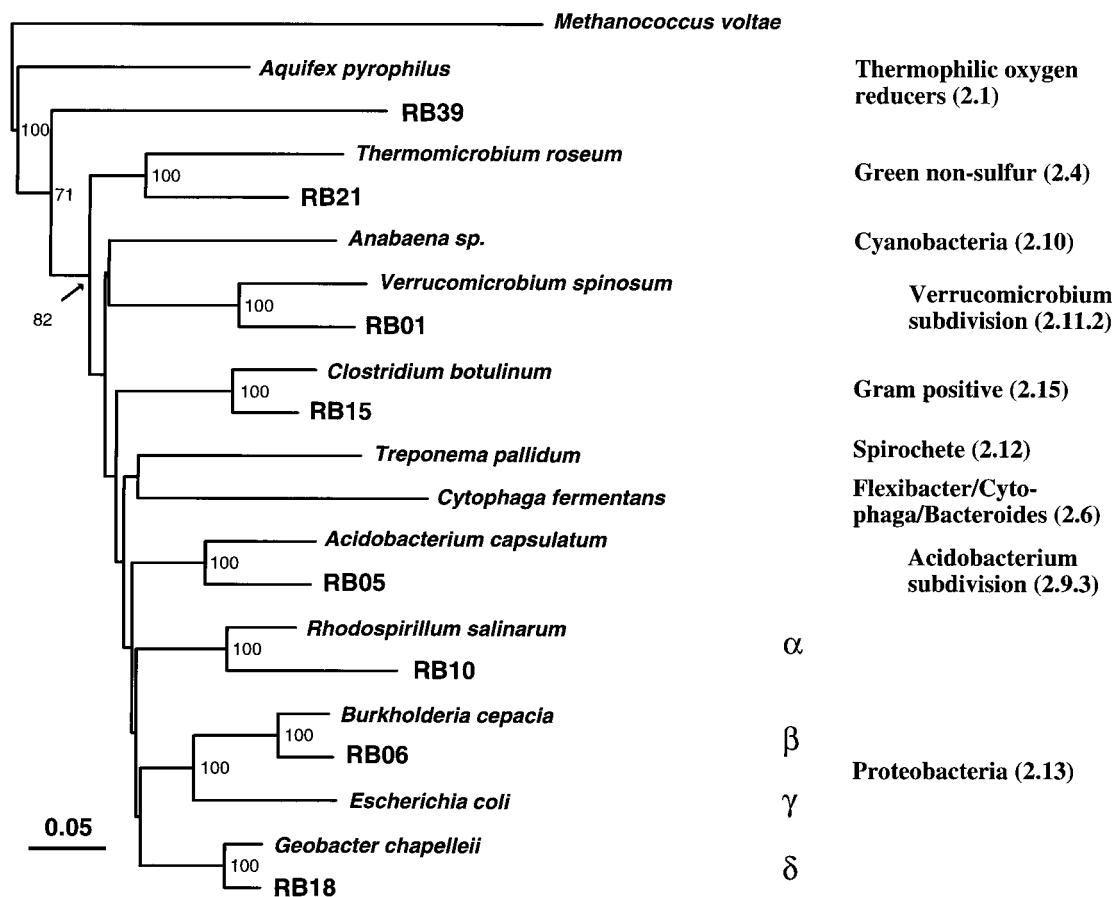 Methanococcus voltae
Aquifex pyrophilus
Thermophilic oxygen
reducers (2.1)
RB39
100
Thermomicrobium roseum
Green non-sulfur (2.4)
100
71
RB21
Anabaena sp.
Cyanobacteria (2.10)
Verrucomicrobium spinosum
Verrucomicrobium
subdivision (2.11.2)
100
82
RB01
Clostridium botulinum
Gram positive (2.15)
100
RB15
Treponema pallidum
Spirochete (2.12)
Cytophaga fermentans
Flexibacter/Cyto-
phaga/Bacteroides (2.6)
Acidobacterium capsulatum
Acidobacterium
subdivision (2.9.3)
100
RB05
Rhodospirillum salinarum
α
100
RB10
Burkholderia cepacia
β
100
RB06
Proteobacteria (2.13)
100
Escherichia coli
γ
0.05
Geobacter chapelleii
δ
100
RB18